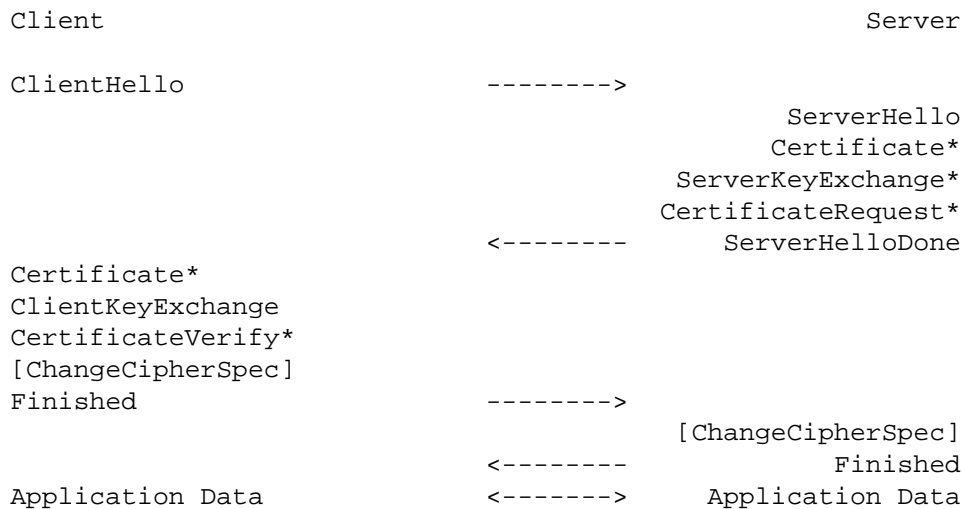 Client                                               Server

ClientHello                  -------->
                                                ServerHello
                                               Certificate*
                                         ServerKeyExchange*
                                        CertificateRequest*
                             <--------      ServerHelloDone
Certificate*
ClientKeyExchange
CertificateVerify*
[ChangeCipherSpec]
Finished                     -------->
                                         [ChangeCipherSpec]
                             <--------             Finished
Application Data             <------->     Application Data